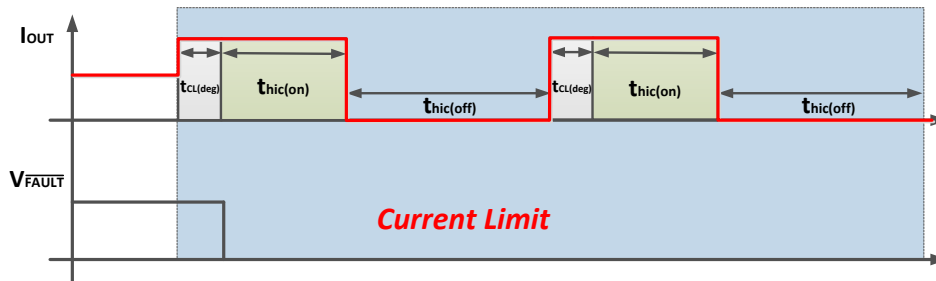 IOUT
tCL(deg)
thic(on)
thic(off)
tCL(deg)
thic(on)
thic(off)
VFAULT
Current Limit